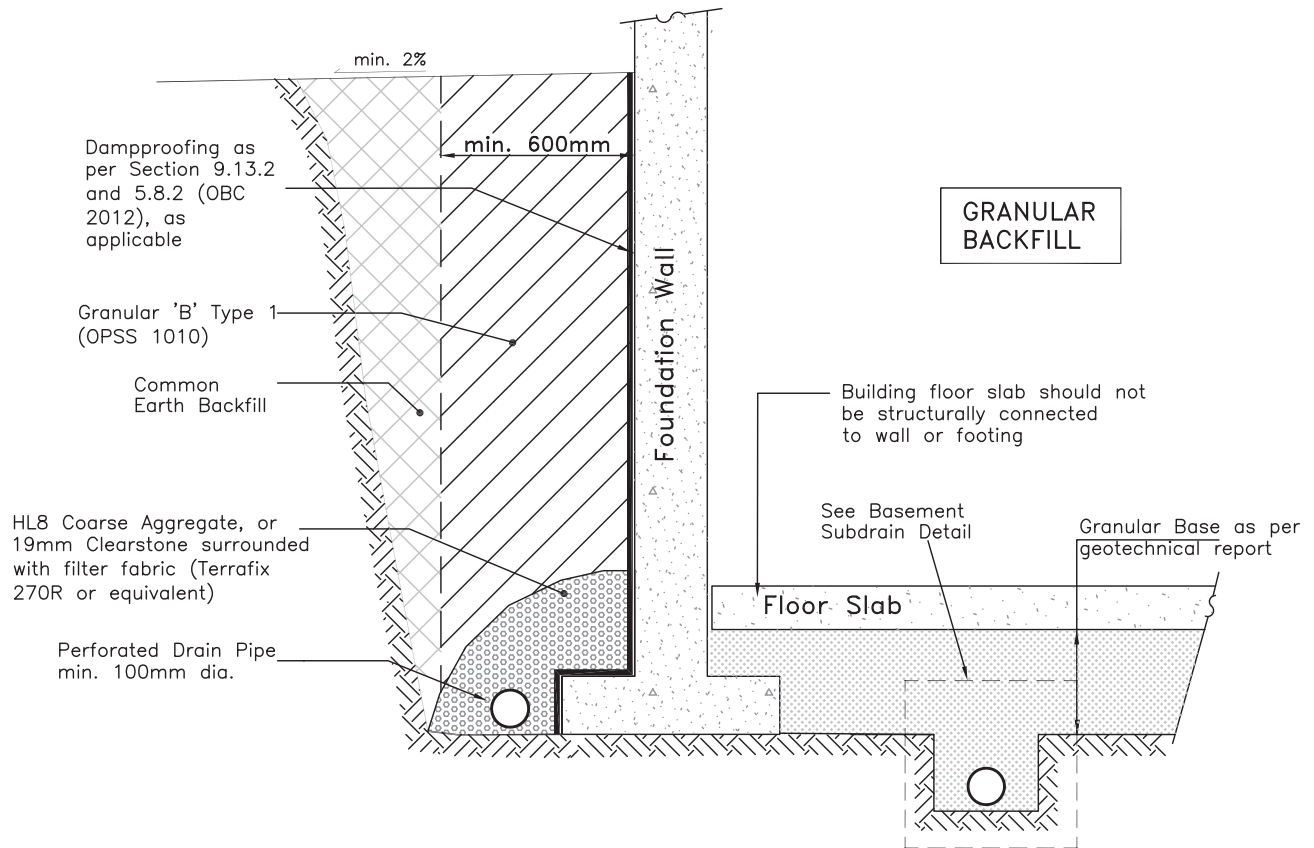 min. 2%
min. 600mm
Dampproofing as
per Section 9.13.2
and 5.8.2 (OBC
2012), as
applicable
GRANULAR
BACKFILL
Foundation Wall
Granular 'B' Type 1
(OPSS 1010)
Common
Earth Backfill
Building floor slab should not
be structurally connected
to wall or footing
HL8 Coarse Aggregate, or
19mm Clearstone surrounded
with filter fabric (Terrafix
270R or equivalent)
See Basement
Subdrain Detail
Granular Base as per
geotechnical report
Floor Slab
Perforated Drain Pipe
min. 100mm dia.